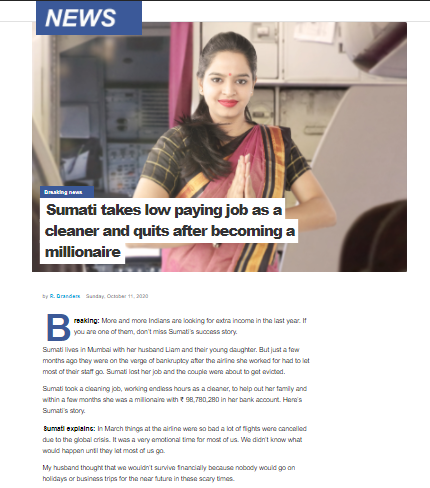 NEWS
Breaking news
Sumati takes low paying job as a
cleaner and quits after becoming a
millionaire
by R. Branders Sunday, October 11, 2020
Breaking: More and more Indians are looking for extra income in the last year. If
you are one of them, don't miss Sumati's success story.
Sumati lives in Mumbai with her husband Liam and their young daughter. But just a few
months ago they were on the verge of bankruptcy after the airline she worked for had to let
most of their staff go. Sumati lost her job and the couple were about to get evicted.
Sumati took a cleaning job, working endless hours as a cleaner, to help out her family and
within a few months she was a millionaire with ₹ 98,780,280 in her bank account. Here's
Sumati's story.
Sumati explains: In March things at the airline were so bad a lot of flights were cancelled
due to the global crisis. It was a very emotional time for most of us. We didn't know what
would happen until they let most of us go.
My husband thought that we wouldn't survive financially because nobody would go on
holidays or business trips for the near future in these scary times.